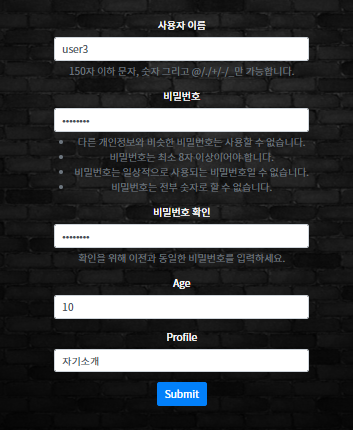 사용자 이름
user3
150자 이하 문자, 숫자 그리고 @/./+/-/_만 가능합니다.
비밀번호
••••••••
• 다른 개인정보와 비슷한 비밀번호는 사용할 수 없습니다.
• 비밀번호는 최소 8자 이상이어야 합니다.
• 비밀번호는 일상적으로 사용되는 비밀번호일 수 없습니다.
• 비밀번호는 전부 숫자로 할 수 없습니다.
비밀번호 확인
••••••••
확인을 위해 이전과 동일한 비밀번호를 입력하세요.
Age
10
Profile
자기소개
Submit